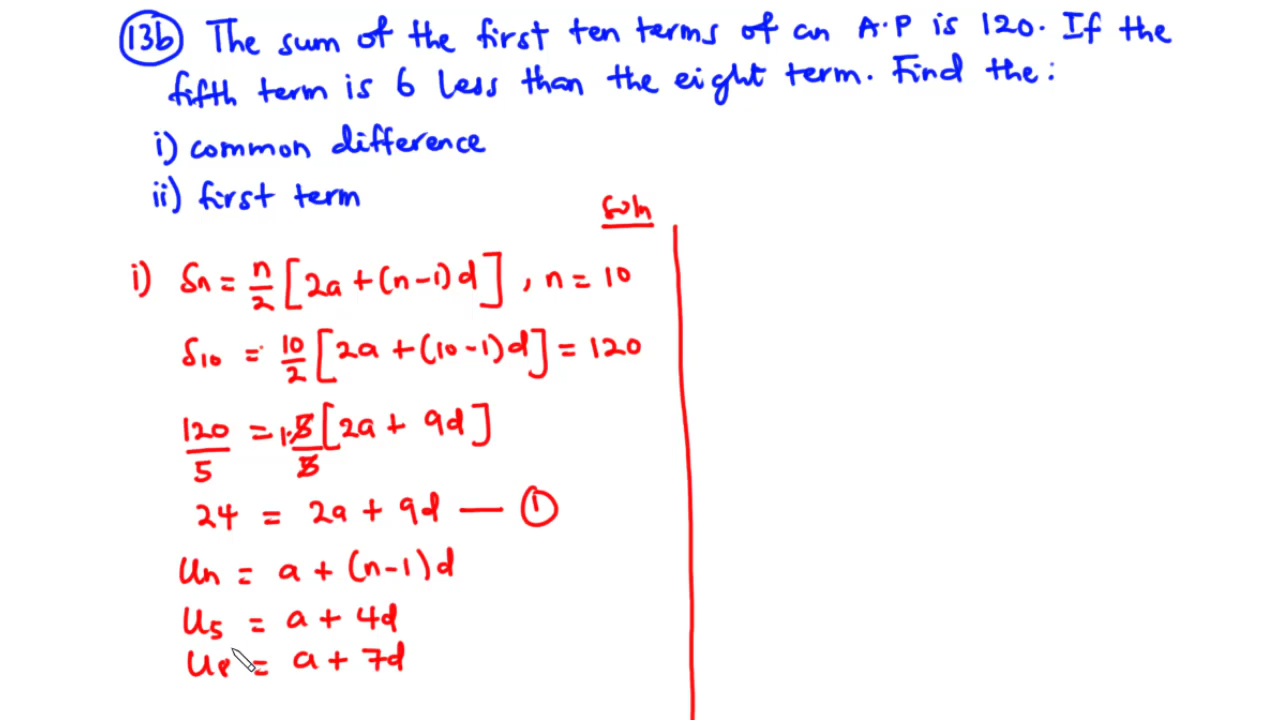 13b The sum of the first ten terms of an A.P is 120. If the
fifth term is 6 less than the eight term. Find the:
i) common difference
ii) first term
soln
i) Sn = n/2 [2a + (n-1)d], n = 10
S10 = 10/2 [2a + (10-1)d] = 120
120/5 = 1.5/5 [2a + 9d]
24 = 2a + 9d — 1
Un = a + (n-1)d
U5 = a + 4d
U8 = a + 7d